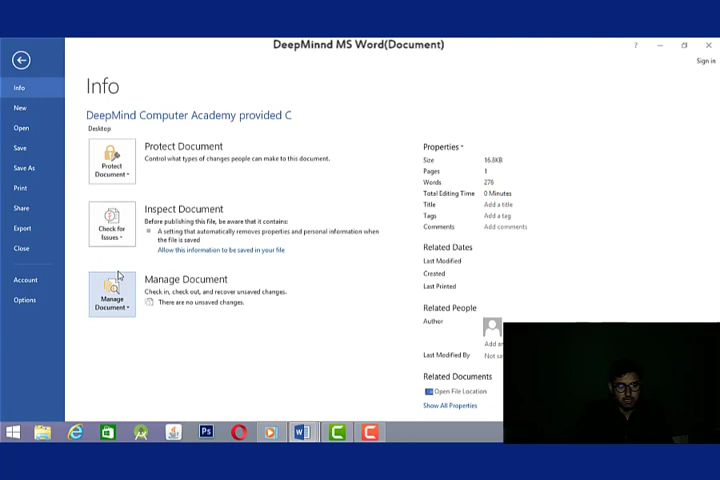 DeepMinnd MS Word(Document)
?
Sign in
Info
New
Open
Save
Save As
Print
Share
Export
Close
Account
Options
Info
DeepMind Computer Academy provided C
Desktop
Protect Document
Protect Document
Control what types of changes people can make to this document.
Check for Issues
Inspect Document
Before publishing this file, be aware that it contains:
A setting that automatically removes properties and personal information when
the file is saved
Allow this information to be saved in your file
Manage Document
Manage Document
Check in, check out, and recover unsaved changes.
There are no unsaved changes.
Properties
Size 16.8KB
Pages 1
Words 276
Total Editing Time 0 Minutes
Title Add a title
Tags Add a tag
Comments Add comments
Related Dates
Last Modified
Created
Last Printed
Related People
Author
Add
Last Modified By Not
Related Documents
Open File Location
Show All Properties
Ps
W
C
C